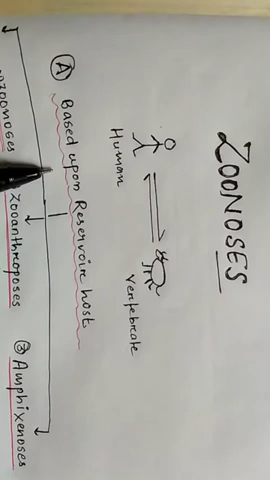 ZOONOSES
Human Vertebrate
Ⓐ Based upon Reservoir host
Zooanthroposes ③ Amphixenoses